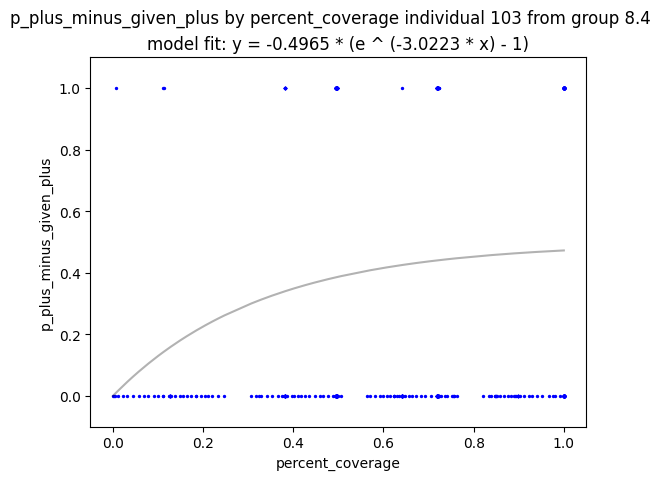 p_plus_minus_given_plus by percent_coverage individual 103 from group 8.4
model fit: y = -0.4965 * (e ^ (-3.0223 * x) - 1)
1.0
0.8
0.6
0.4
0.2
0.0
p_plus_minus_given_plus
0.0 0.2 0.4 0.6 0.8 1.0
percent_coverage